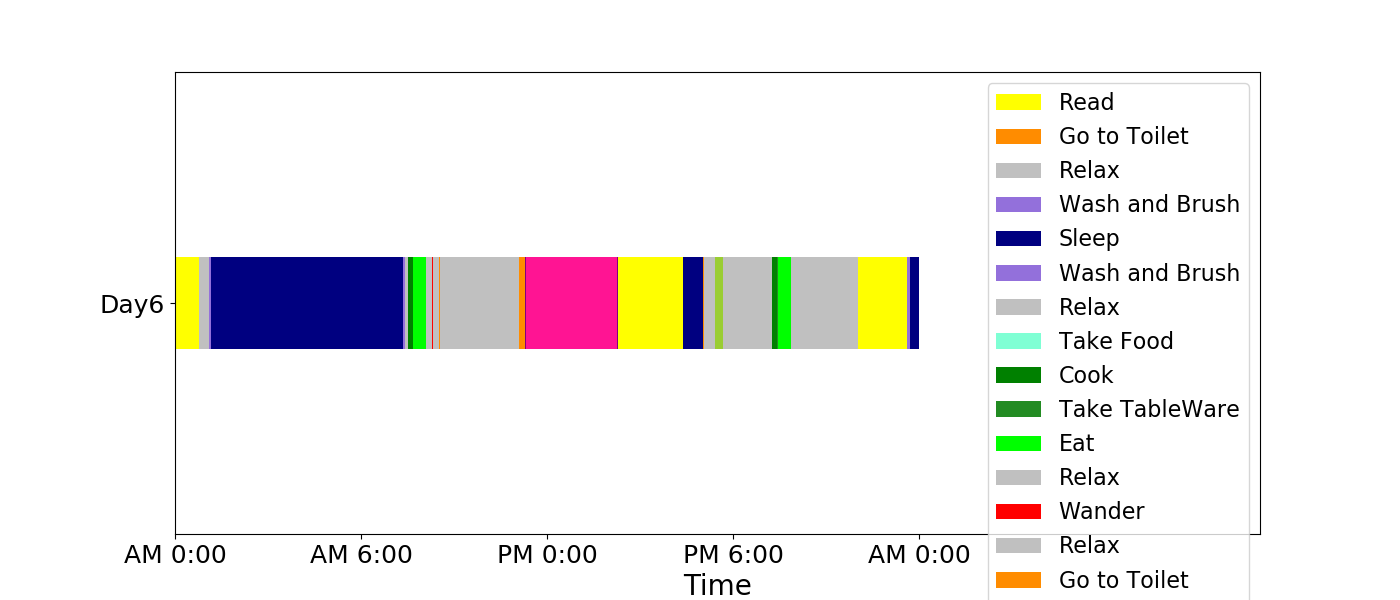 Day6
AM 0:00
AM 6:00
PM 0:00
PM 6:00
AM 0:00
Time
Read
Go to Toilet
Relax
Wash and Brush
Sleep
Wash and Brush
Relax
Take Food
Cook
Take TableWare
Eat
Relax
Wander
Relax
Go to Toilet